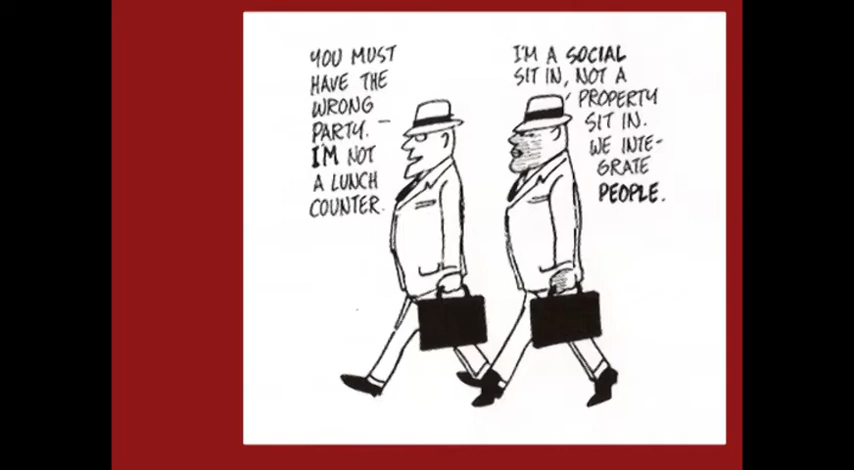 YOU MUST
HAVE THE
WRONG
PARTY.
I'M NOT
A LUNCH
COUNTER.
I'M A SOCIAL
SIT IN, NOT A
PROPERTY
SIT IN.
WE INTE-
GRATE
PEOPLE.